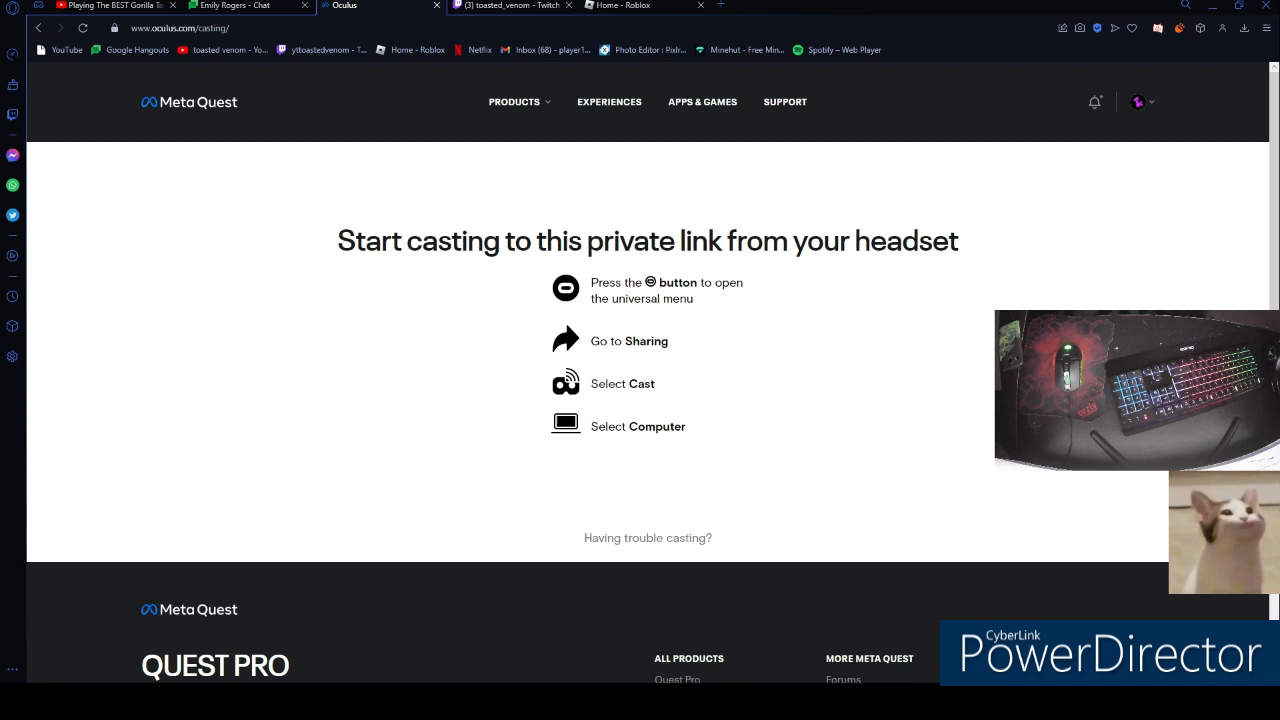 Playing The BEST Gorilla T
Emily Rogers - Chat
Oculus
(3) toasted_venom - Twitch
Home - Roblox
www.oculus.com/casting/
YouTube
Google Hangouts
toasted venom - Yo...
yttoastedvenom - T...
Home - Roblox
Netflix
Inbox (68) - player1...
Photo Editor : Pixlr...
Minehut - Free Min...
Spotify – Web Player
Meta Quest
PRODUCTS
EXPERIENCES
APPS & GAMES
SUPPORT
Start casting to this private link from your headset
Press the button to open
the universal menu
Go to Sharing
Select Cast
Select Computer
Having trouble casting?
Meta Quest
QUEST PRO
ALL PRODUCTS
MORE META QUEST
Quest Pro
Forums
CyberLink
PowerDirector